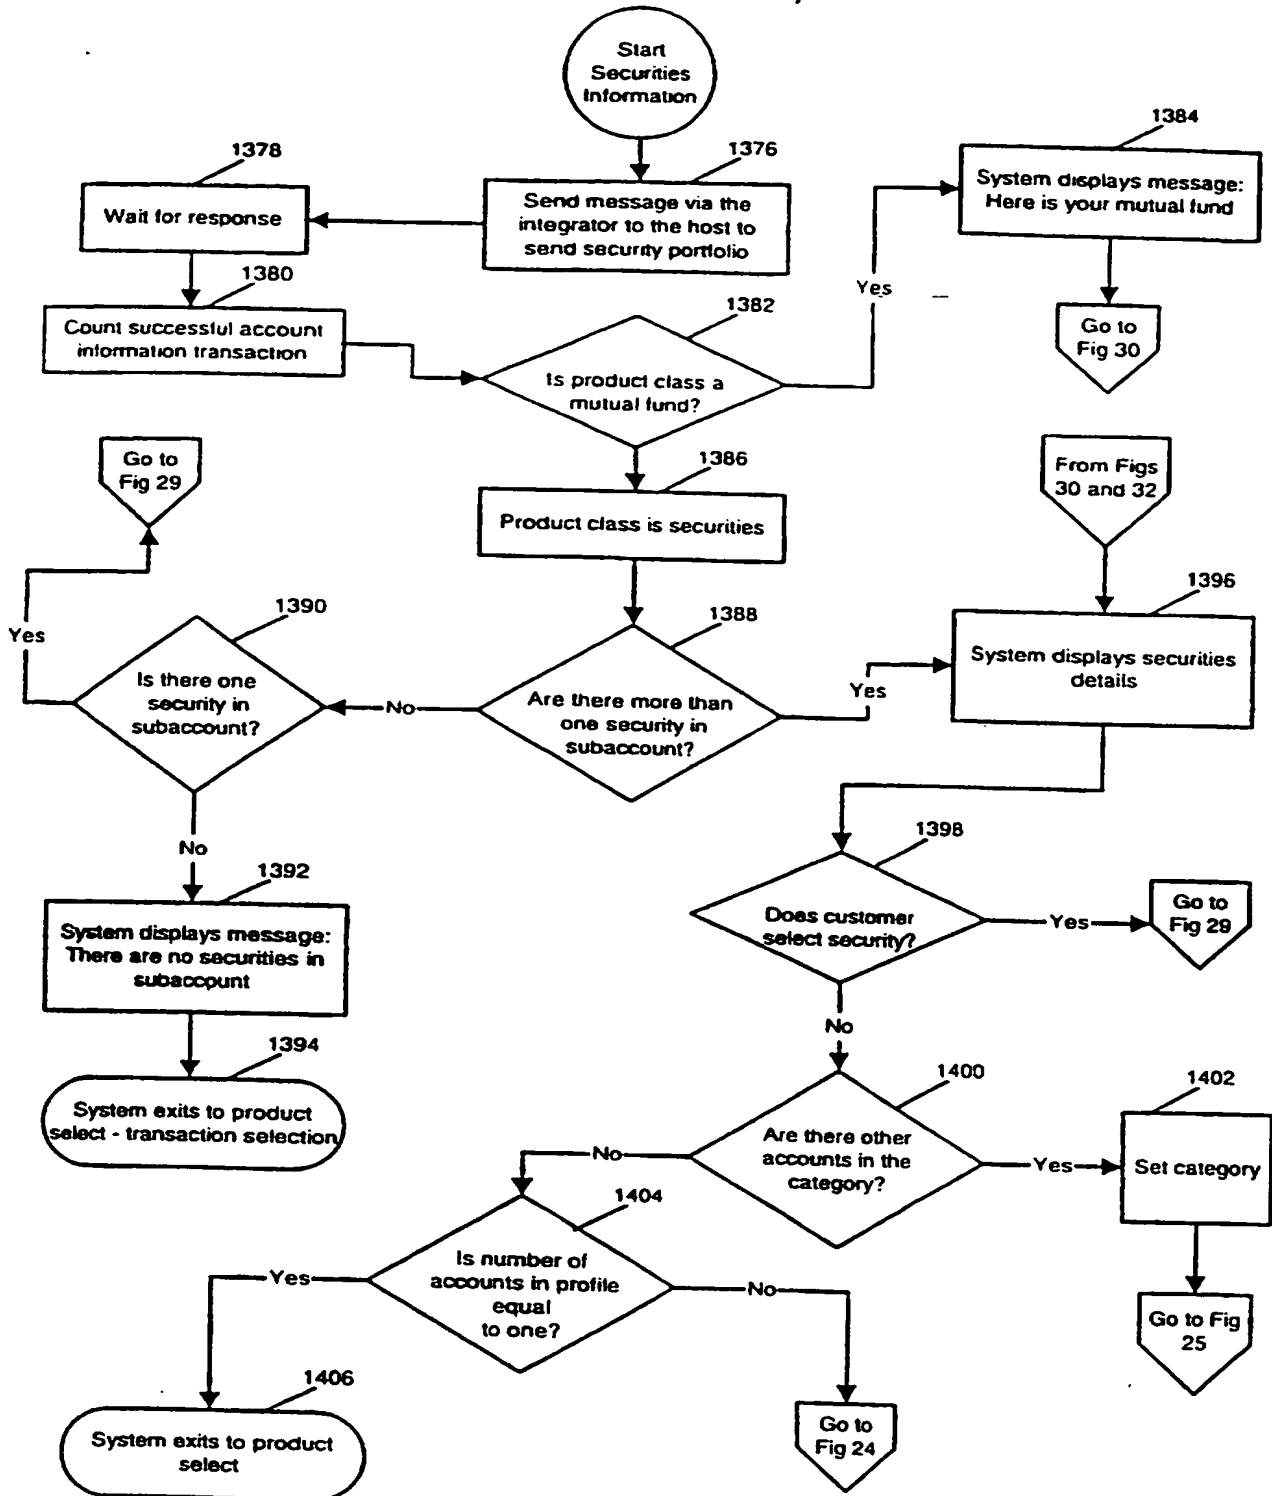 Start
Securities
Information
1384
1378
1376
System displays message:
Here is your mutual fund
Wait for response
Send message via the
integrator to the host to
send security portfolio
1380
Yes
1382
Count successful account
information transaction
Go to
Fig 30
Is product class a
mutual fund?
Go to
Fig 29
1386
From Figs
30 and 32
Product class is securities
1396
1390
1388
Yes
System displays securities
details
Is there one
security in
subaccount?
Yes
No
Are there more than
one security in
subaccount?
1398
No
1392
Go to
Fig 29
Does customer
select security?
Yes
System displays message:
There are no securities in
subaccount
No
1394
1400
1402
System exits to product
select - transaction selection
Are there other
accounts in the
category?
No
Yes
Set category
1404
Is number of
accounts in profile
equal
to one?
Yes
No
Go to Fig
25
1406
Go to
Fig 24
System exits to product
select